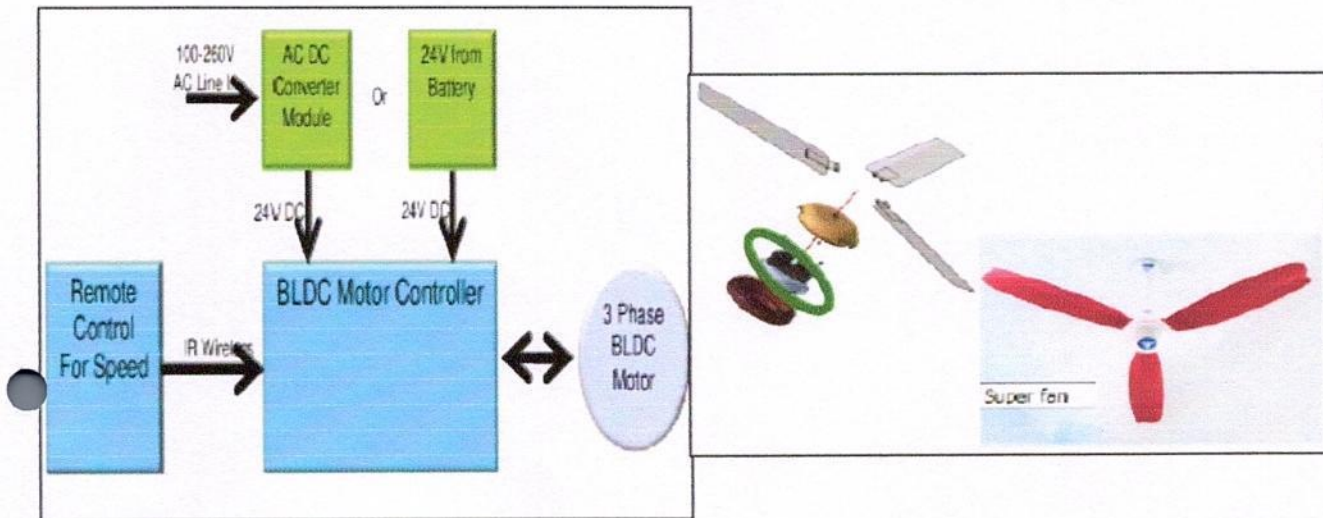 100-260V
AC Line I
AC DC
Converter
Module
Or
24V from
Battery
24V DC
24V DC
Remote
Control
For Speed
IR Wireless
BLDC Motor Controller
3 Phase
BLDC
Motor
Super fan